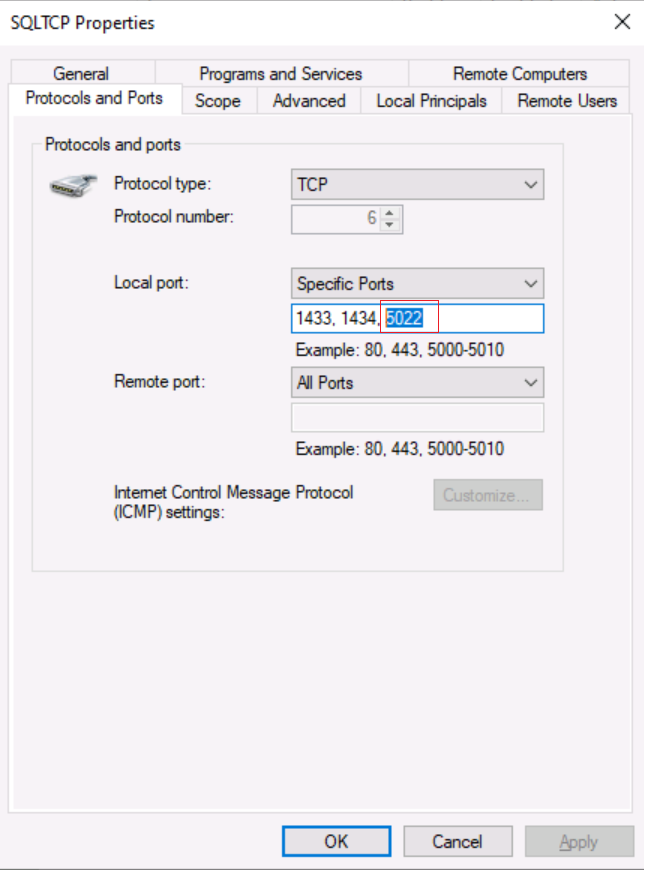 SQLTCP Properties
General
Programs and Services
Remote Computers
Protocols and Ports
Scope
Advanced
Local Principals
Remote Users
Protocols and ports
Protocol type:
TCP
Protocol number:
6
Local port:
Specific Ports
1433, 1434, 5022
Example: 80, 443, 5000-5010
Remote port:
All Ports
Example: 80, 443, 5000-5010
Internet Control Message Protocol
(ICMP) settings:
Customize...
OK
Cancel
Apply